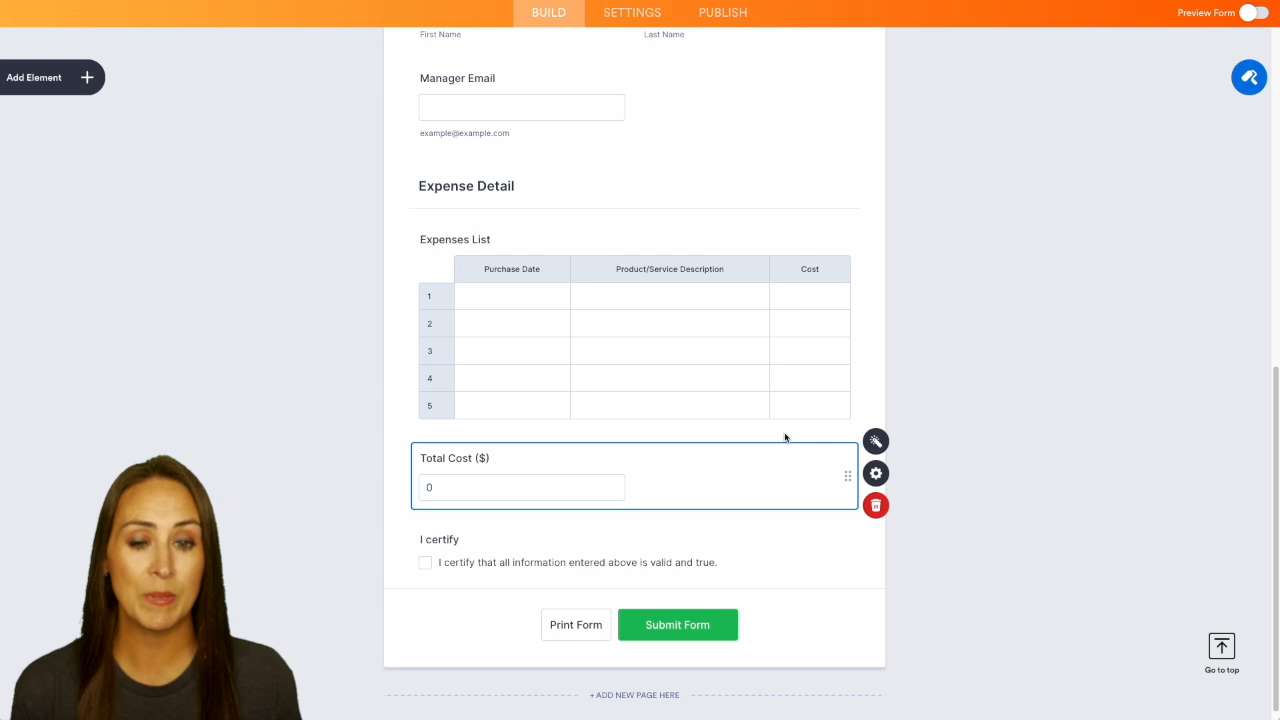 BUILD SETTINGS PUBLISH Preview Form
Add Element
First Name Last Name
Manager Email
example@example.com
Expense Detail
Expenses List
Purchase Date Product/Service Description Cost
1
2
3
4
5
Total Cost ($)
0
I certify
I certify that all information entered above is valid and true.
Print Form Submit Form
Go to top
+ ADD NEW PAGE HERE